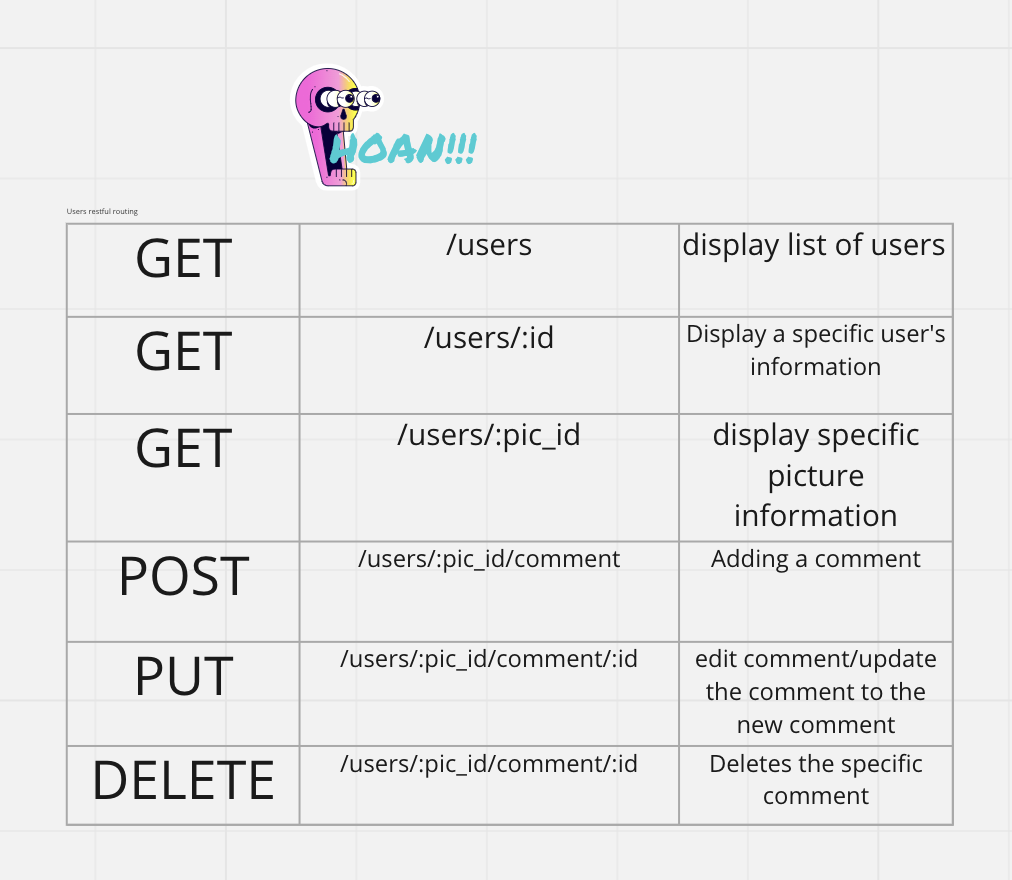 HOAN!!!
Users restful routing
GET
/users
display list of users
GET
/users/:id
Display a specific user's
information
GET
/users/:pic_id
display specific
picture
information
POST
/users/:pic_id/comment
Adding a comment
PUT
/users/:pic_id/comment/:id
edit comment/update
the comment to the
new comment
DELETE
/users/:pic_id/comment/:id
Deletes the specific
comment